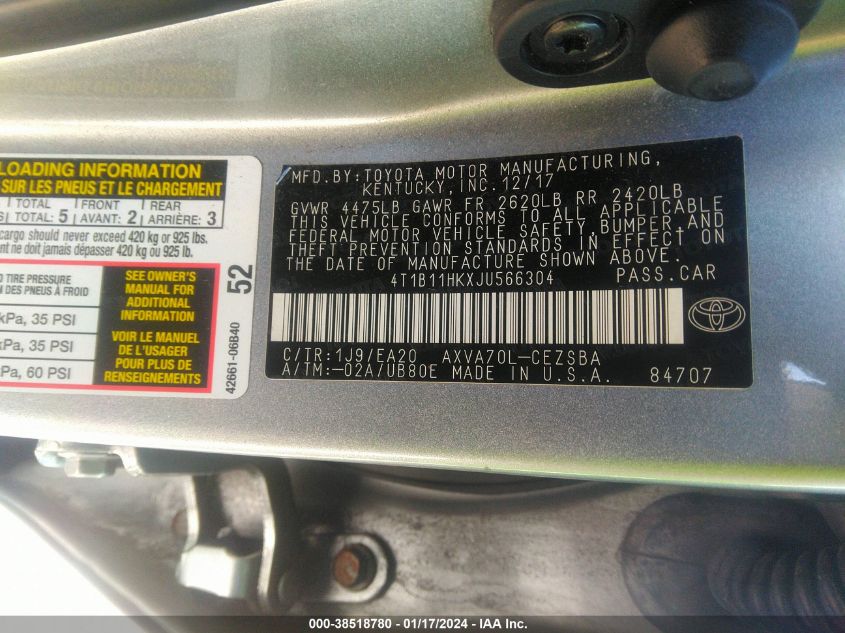 LOADING INFORMATION
SUR LES PNEUS ET LE CHARGEMENT
TOTAL FRONT REAR
TOTAL: 5 AVANT: 2 ARRIÈRE: 3
cargo should never exceed 420 kg or 925 lbs.
ne doit jamais dépasser 420 kg ou 925 lb.
TIRE PRESSURE
DES PNEUS À FROID
kPa, 35 PSI
kPa, 35 PSI
kPa, 60 PSI
SEE OWNER'S
MANUAL FOR
ADDITIONAL
INFORMATION
VOIR LE MANUEL
DE L'USAGER
POUR PLUS DE
RENSEIGNEMENTS
52
42661-06B40
MFD.BY:TOYOTA MOTOR MANUFACTURING,
KENTUCKY, INC.12/17
GVWR 4475LB GAWR FR 2620LB RR 2420LB
THIS VEHICLE CONFORMS TO ALL APPLICABLE
FEDERAL MOTOR VEHICLE SAFETY,BUMPER,AND
THEFT PREVENTION STANDARDS IN EFFECT ON
THE DATE OF MANUFACTURE SHOWN ABOVE.
4T1B11HKXJU566304 PASS.CAR
C/TR:1J9/EA20 AXVA70L-CEZSBA
A/TM:-02A/UB80E MADE IN U.S.A. 84707
000-38518780 - 01/17/2024 - IAA Inc.